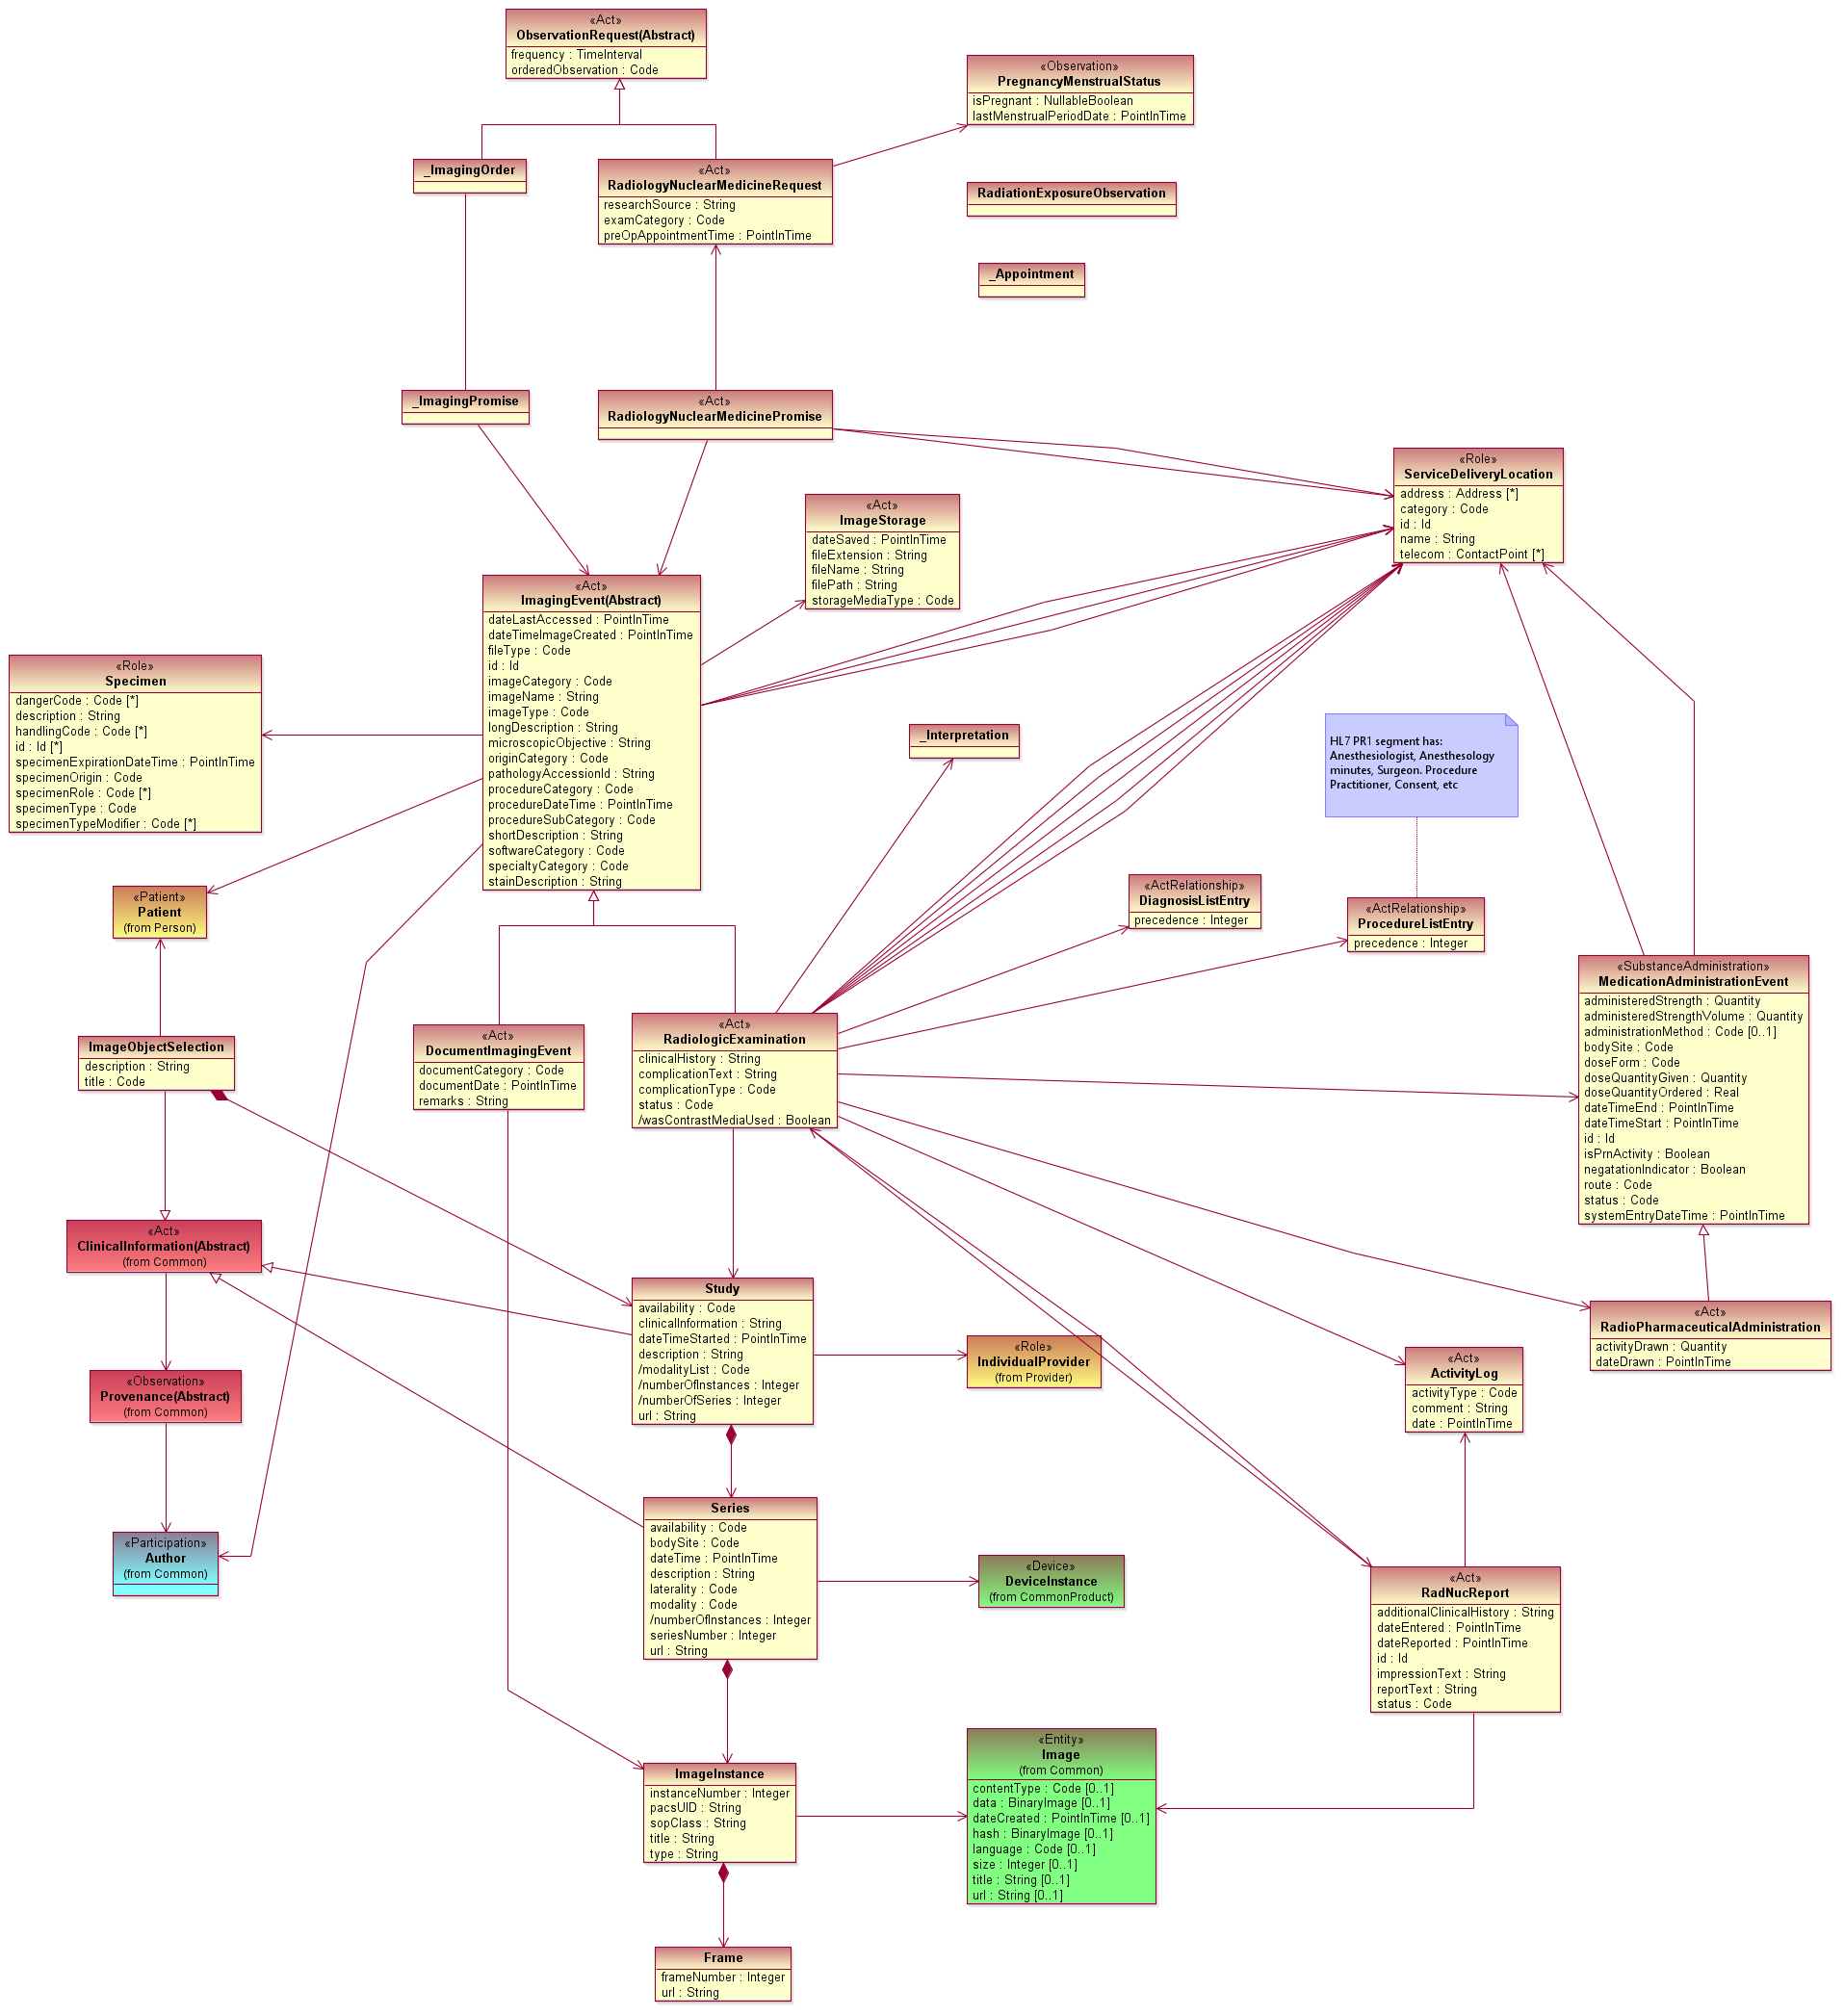 «Act»
ObservationRequest(Abstract)
frequency : TimeInterval
orderedObservation : Code
«Observation»
PregnancyMenstrualStatus
isPregnant : NullableBoolean
lastMenstrualPeriodDate : PointInTime
_ImagingOrder
«Act»
RadiologyNuclearMedicineRequest
researchSource : String
examCategory : Code
preOpAppointmentTime : PointInTime
RadiationExposureObservation
_Appointment
_ImagingPromise
«Act»
RadiologyNuclearMedicinePromise
«Role»
ServiceDeliveryLocation
address : Address [*]
category : Code
id : Id
name : String
telecom : ContactPoint [*]
«Act»
ImageStorage
dateSaved : PointInTime
fileExtension : String
fileName : String
filePath : String
storageMediaType : Code
«Act»
ImagingEvent(Abstract)
dateLastAccessed : PointInTime
dateTimeImageCreated : PointInTime
fileType : Code
id : Id
imageCategory : Code
imageName : String
imageType : Code
longDescription : String
microscopicObjective : String
originCategory : Code
pathologyAccessionId : String
procedureCategory : Code
procedureDateTime : PointInTime
procedureSubCategory : Code
shortDescription : String
softwareCategory : Code
specialtyCategory : Code
stainDescription : String
«Role»
Specimen
dangerCode : Code [*]
description : String
handlingCode : Code [*]
id : Id [*]
specimenExpirationDateTime : PointInTime
specimenOrigin : Code
specimenRole : Code [*]
specimenType : Code
specimenTypeModifier : Code [*]
_Interpretation
HL7 PR1 segment has:
Anesthesiologist, Anesthesology
minutes, Surgeon. Procedure
Practitioner, Consent, etc
«Patient»
Patient
(from Person)
«ActRelationship»
DiagnosisListEntry
precedence : Integer
«ActRelationship»
ProcedureListEntry
precedence : Integer
«SubstanceAdministration»
MedicationAdministrationEvent
administeredStrength : Quantity
administeredStrengthVolume : Quantity
administrationMethod : Code [0..1]
bodySite : Code
doseForm : Code
doseQuantityGiven : Quantity
doseQuantityOrdered : Real
dateTimeEnd : PointInTime
dateTimeStart : PointInTime
id : Id
isPrnActivity : Boolean
negatationIndicator : Boolean
route : Code
status : Code
systemEntryDateTime : PointInTime
ImageObjectSelection
description : String
title : Code
«Act»
DocumentImagingEvent
documentCategory : Code
documentDate : PointInTime
remarks : String
«Act»
RadiologicExamination
clinicalHistory : String
complicationText : String
complicationType : Code
status : Code
/wasContrastMediaUsed : Boolean
«Act»
ClinicalInformation(Abstract)
(from Common)
Study
availability : Code
clinicalInformation : String
dateTimeStarted : PointInTime
description : String
/modalityList : Code
/numberOfInstances : Integer
/numberOfSeries : Integer
url : String
«Role»
IndividualProvider
(from Provider)
«Act»
RadioPharmaceuticalAdministration
activityDrawn : Quantity
dateDrawn : PointInTime
«Act»
ActivityLog
activityType : Code
comment : String
date : PointInTime
«Observation»
Provenance(Abstract)
(from Common)
Series
availability : Code
bodySite : Code
dateTime : PointInTime
description : String
laterality : Code
modality : Code
/numberOfInstances : Integer
seriesNumber : Integer
url : String
«Participation»
Author
(from Common)
«Device»
DeviceInstance
(from CommonProduct)
«Act»
RadNucReport
additionalClinicalHistory : String
dateEntered : PointInTime
dateReported : PointInTime
id : Id
impressionText : String
reportText : String
status : Code
ImageInstance
instanceNumber : Integer
pacsUID : String
sopClass : String
title : String
type : String
«Entity»
Image
(from Common)
contentType : Code [0..1]
data : BinaryImage [0..1]
dateCreated : PointInTime [0..1]
hash : BinaryImage [0..1]
language : Code [0..1]
size : Integer [0..1]
title : String [0..1]
url : String [0..1]
Frame
frameNumber : Integer
url : String